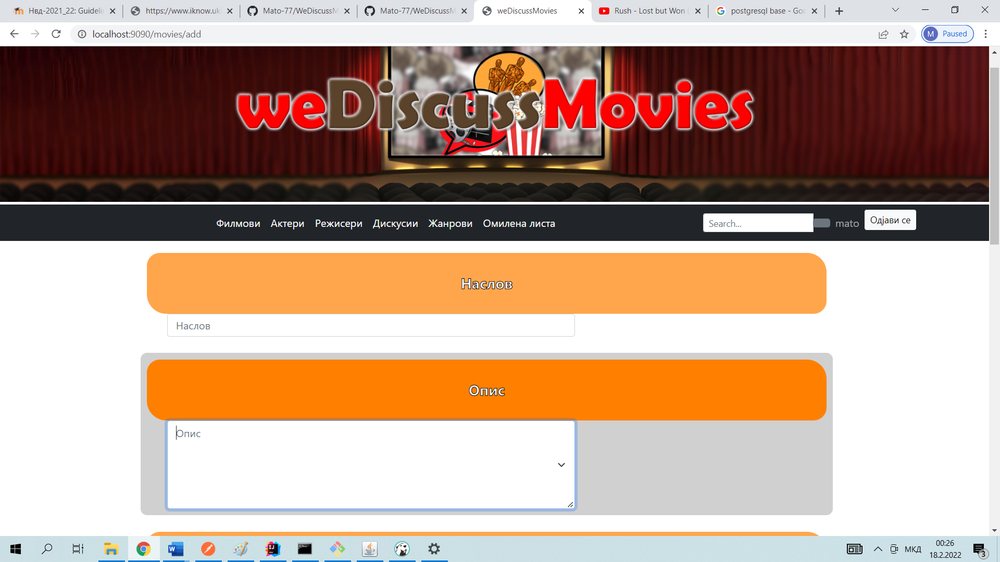 Нвд-2021_22: Guideli
https://www.iknow.uk
Mato-77/WeDiscussM
Mato-77/WeDiscussM
weDiscussMovies
Rush - Lost but Won (
postgresql base - Goo
localhost:9090/movies/add
M Paused
weDiscussMovies
Филмови Актери Режисери Дискусии Жанрови Омилена листа Search... mato Одјави се
Наслов
Наслов
Опис
Опис
МКД
00:26
18.2.2022
3